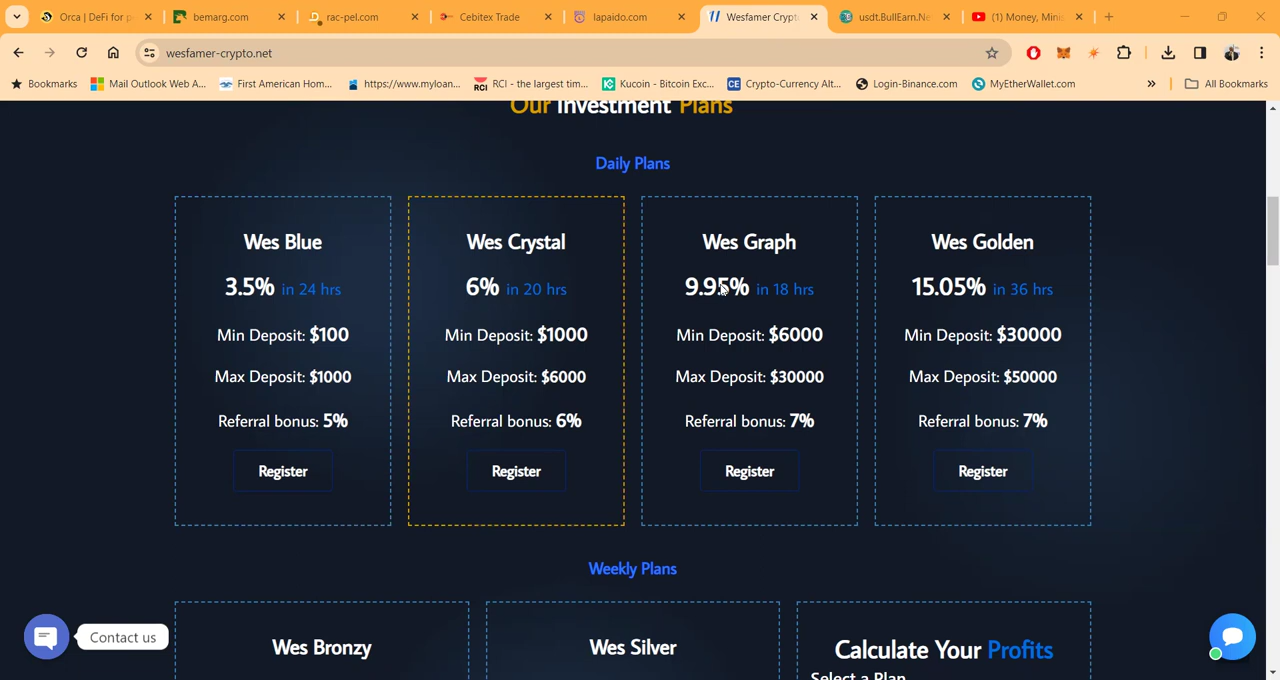 Orca | DeFi for p
bemarg.com
rac-pel.com
Cebitex Trade
lapaido.com
Wesfamer Crypt
usdt.BullEarn.Ne
(1) Money, Mini
wesfamer-crypto.net
Bookmarks
Mail Outlook Web A...
First American Hom...
https://www.myloan...
RCI - the largest tim...
Kucoin - Bitcoin Exc...
Crypto-Currency Alt...
Login-Binance.com
MyEtherWallet.com
»
All Bookmarks
Our Investment Plans
Daily Plans
Wes Blue
3.5% in 24 hrs
Min Deposit: $100
Max Deposit: $1000
Referral bonus: 5%
Register
Wes Crystal
6% in 20 hrs
Min Deposit: $1000
Max Deposit: $6000
Referral bonus: 6%
Register
Wes Graph
9.95% in 18 hrs
Min Deposit: $6000
Max Deposit: $30000
Referral bonus: 7%
Register
Wes Golden
15.05% in 36 hrs
Min Deposit: $30000
Max Deposit: $50000
Referral bonus: 7%
Register
Weekly Plans
Wes Bronzy
Wes Silver
Calculate Your Profits
Select a Plan
Contact us